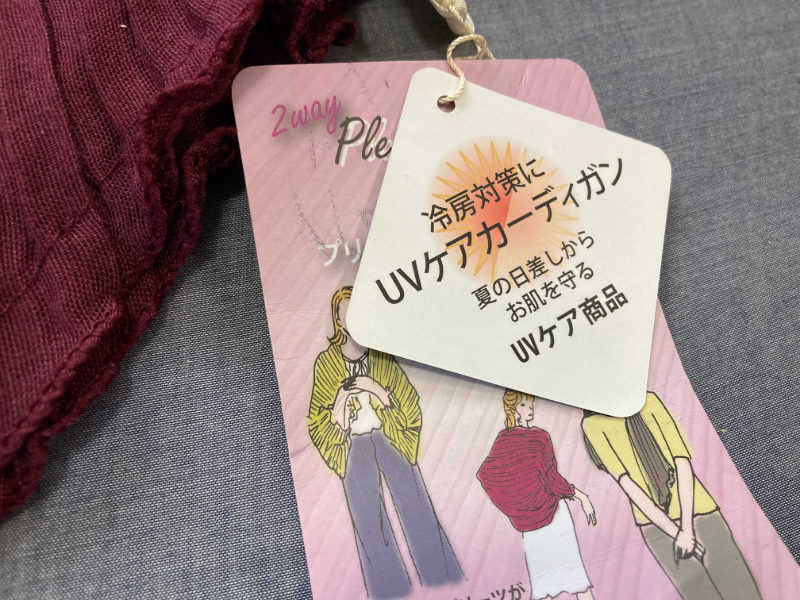 2way
Ple
プリ
冷房対策に
UVケアカーディガン
夏の日差しから
お肌を守る
UVケア商品
ーツが